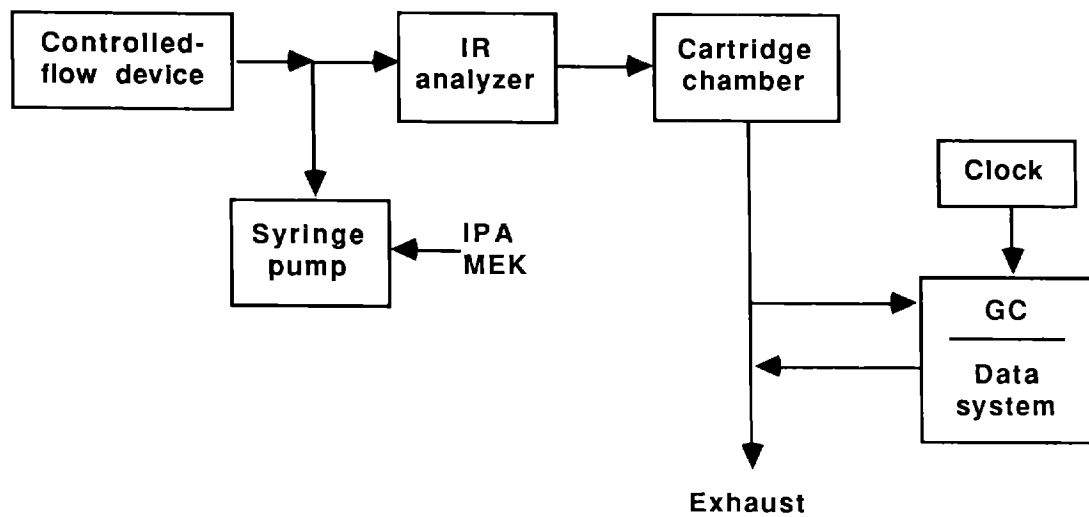 Controlled-
flow device
IR
analyzer
Cartridge
chamber
Clock
Syringe
pump
IPA
MEK
GC
Data
system
Exhaust